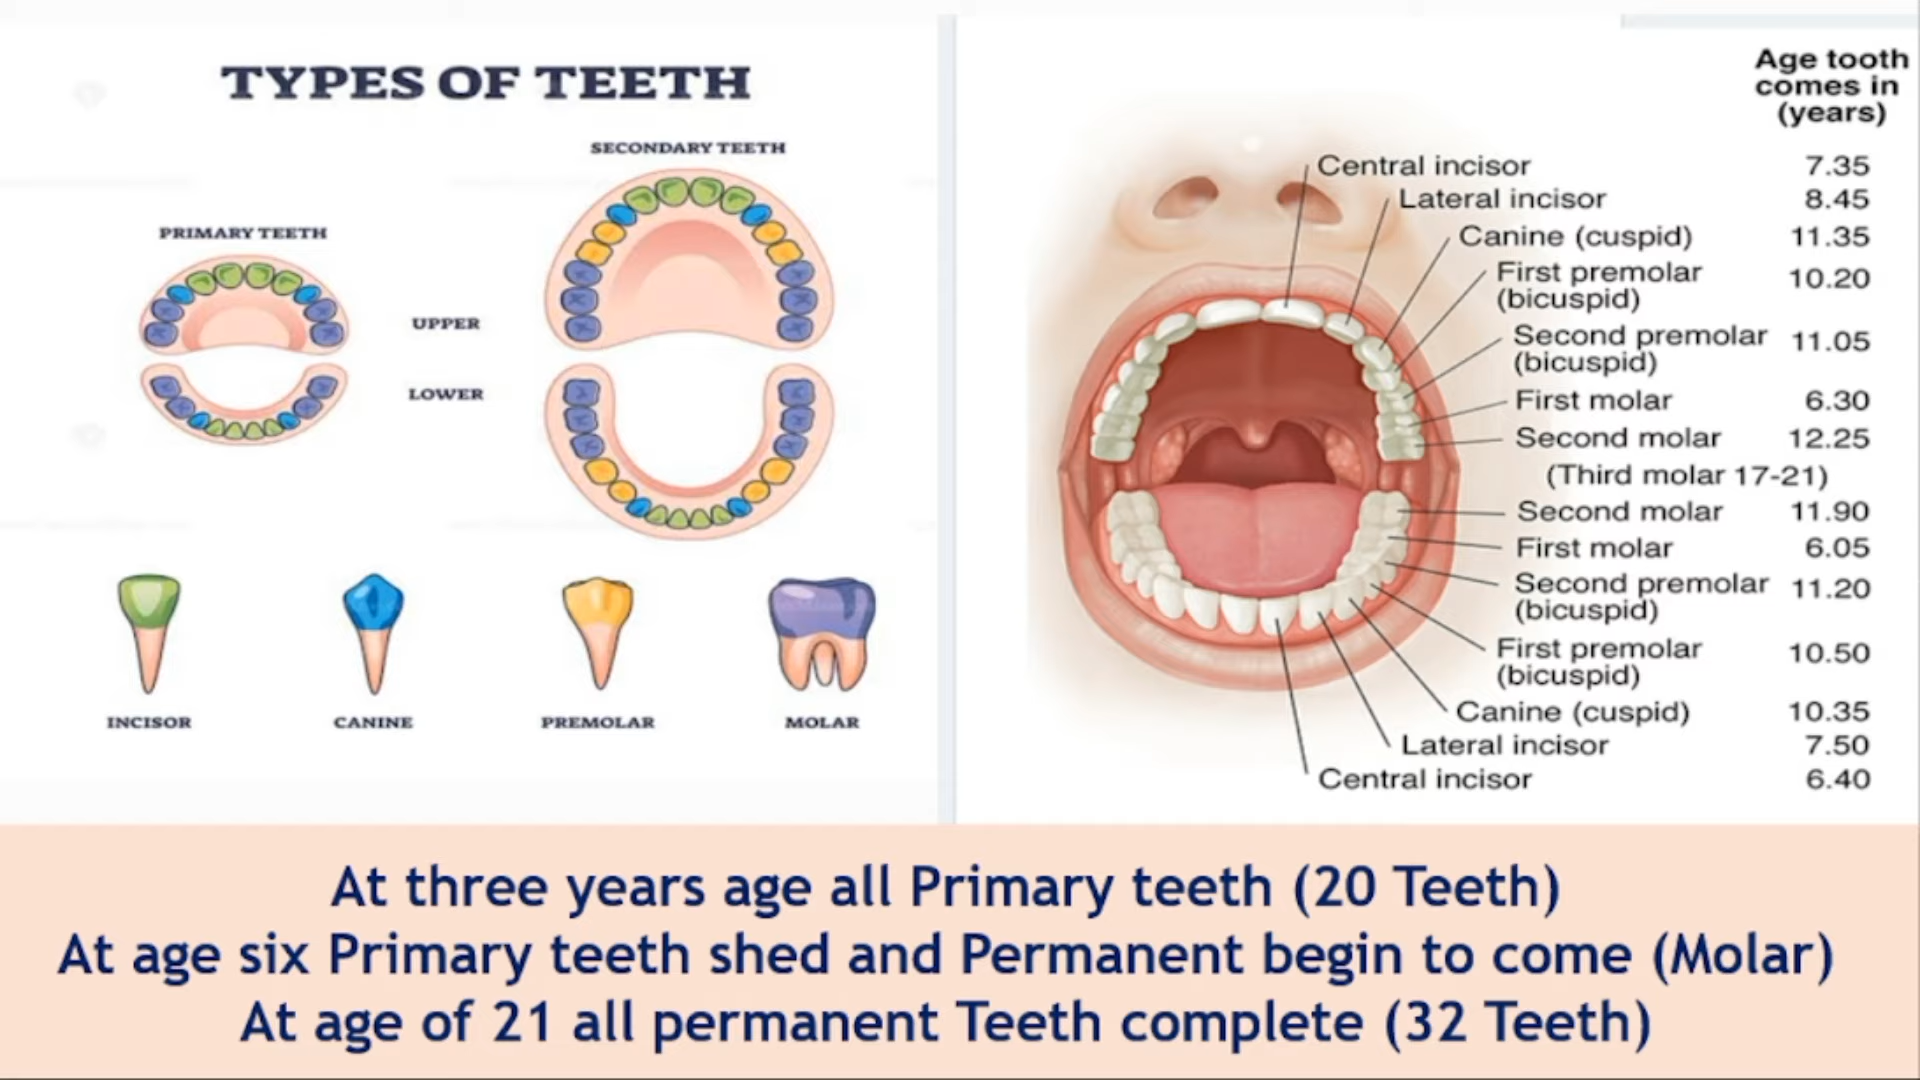 TYPES OF TEETH
SECONDARY TEETH
PRIMARY TEETH
UPPER
LOWER
INCISOR
CANINE
PREMOLAR
MOLAR
Age tooth
comes in
(years)
Central incisor 7.35
Lateral incisor 8.45
Canine (cuspid) 11.35
First premolar
(bicuspid) 10.20
Second premolar
(bicuspid) 11.05
First molar 6.30
Second molar 12.25
(Third molar 17-21)
Second molar 11.90
First molar 6.05
Second premolar
(bicuspid) 11.20
First premolar
(bicuspid) 10.50
Canine (cuspid) 10.35
Lateral incisor 7.50
Central incisor 6.40
At three years age all Primary teeth (20 Teeth)
At age six Primary teeth shed and Permanent begin to come (Molar)
At age of 21 all permanent Teeth complete (32 Teeth)